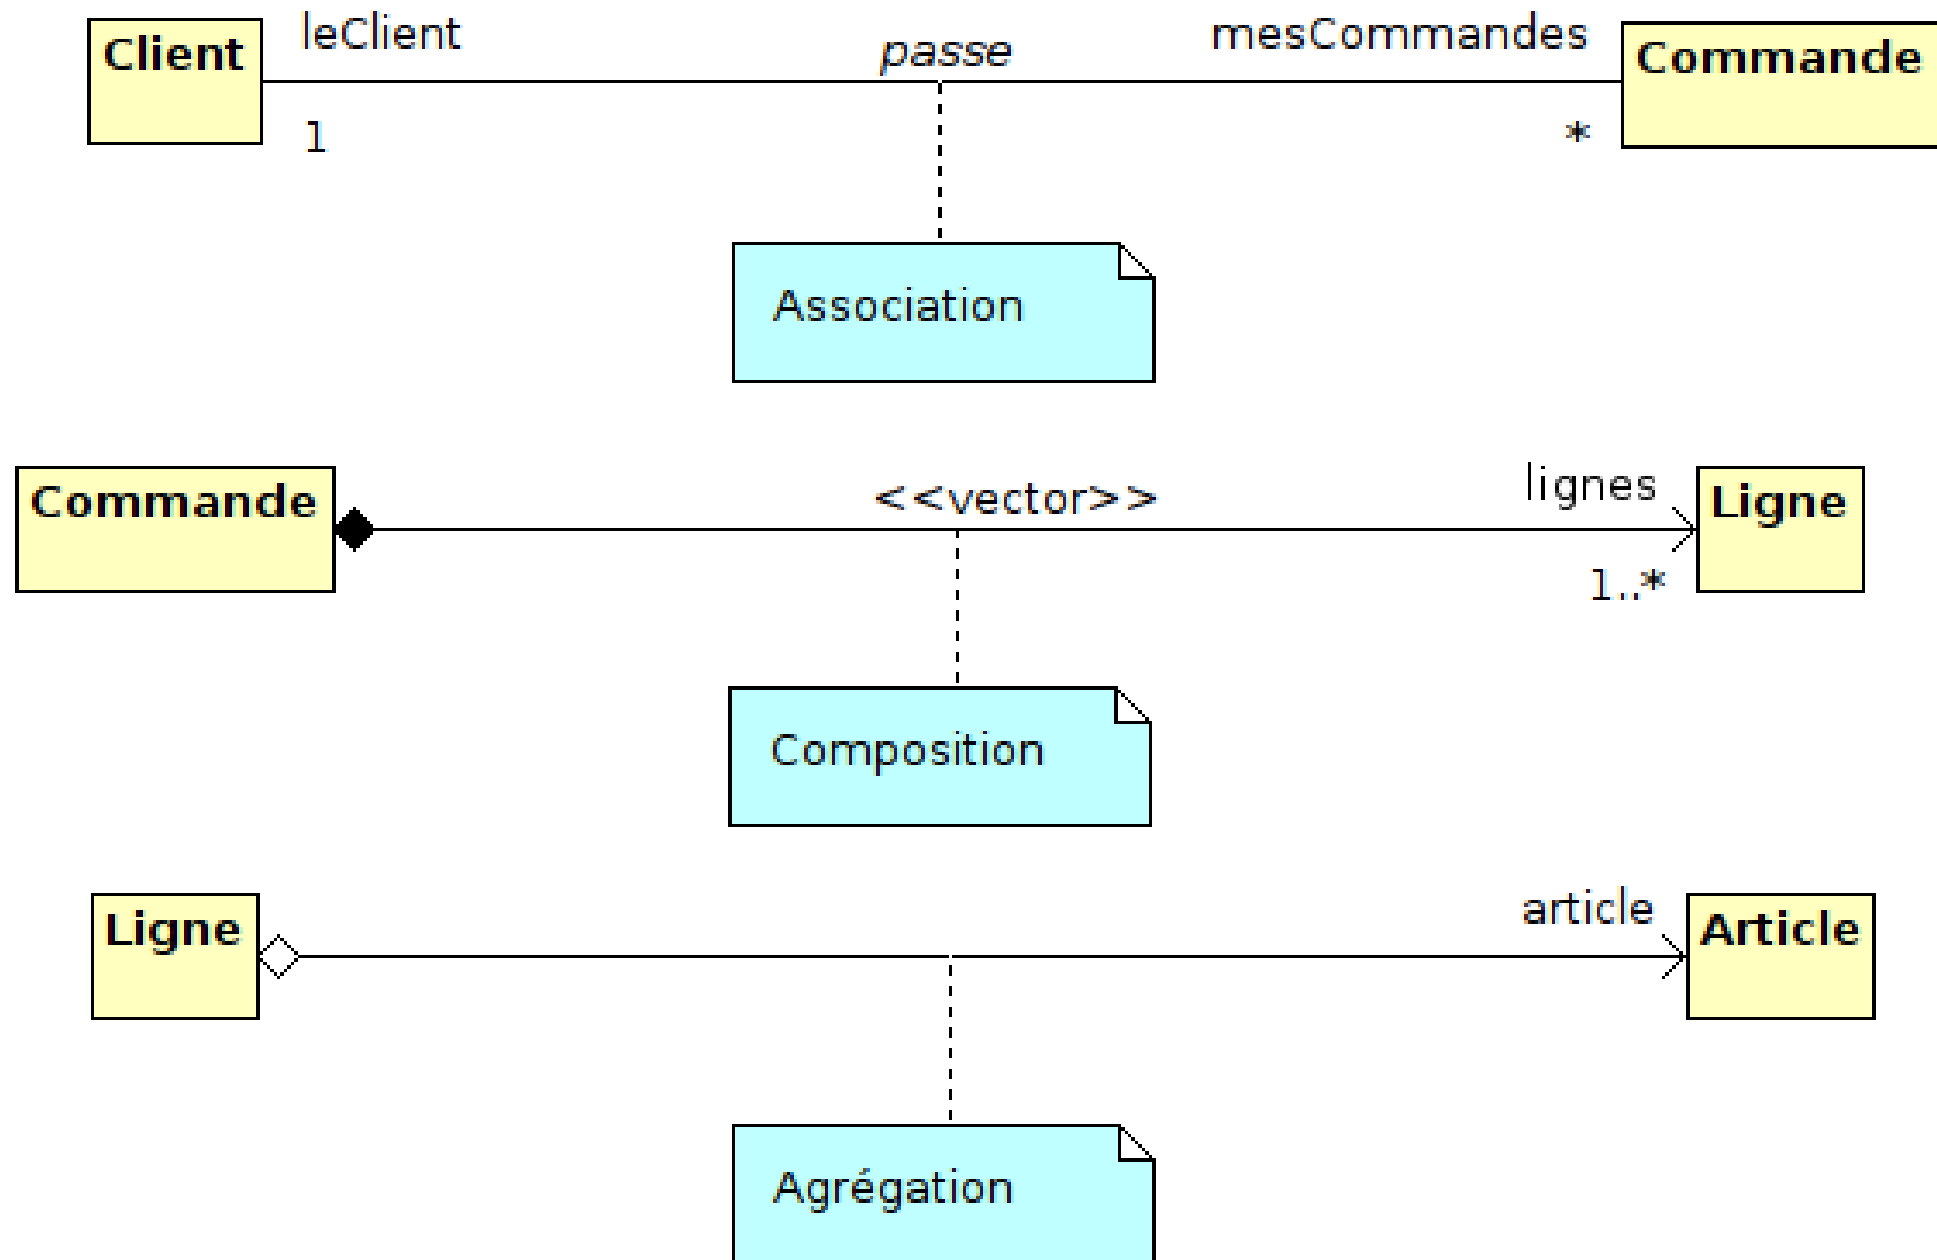 leClient
Client
passe
mesCommandes
Commande
1
*
Association
Commande
<<vector>>
lignes
Ligne
1..*
Composition
Ligne
article
Article
Agrégation